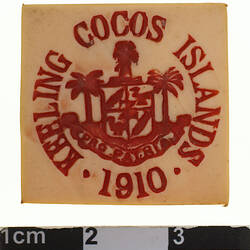 KEELING COCOS ISLANDS
· 1910 ·
PRO PATRIA
1cm 2 3